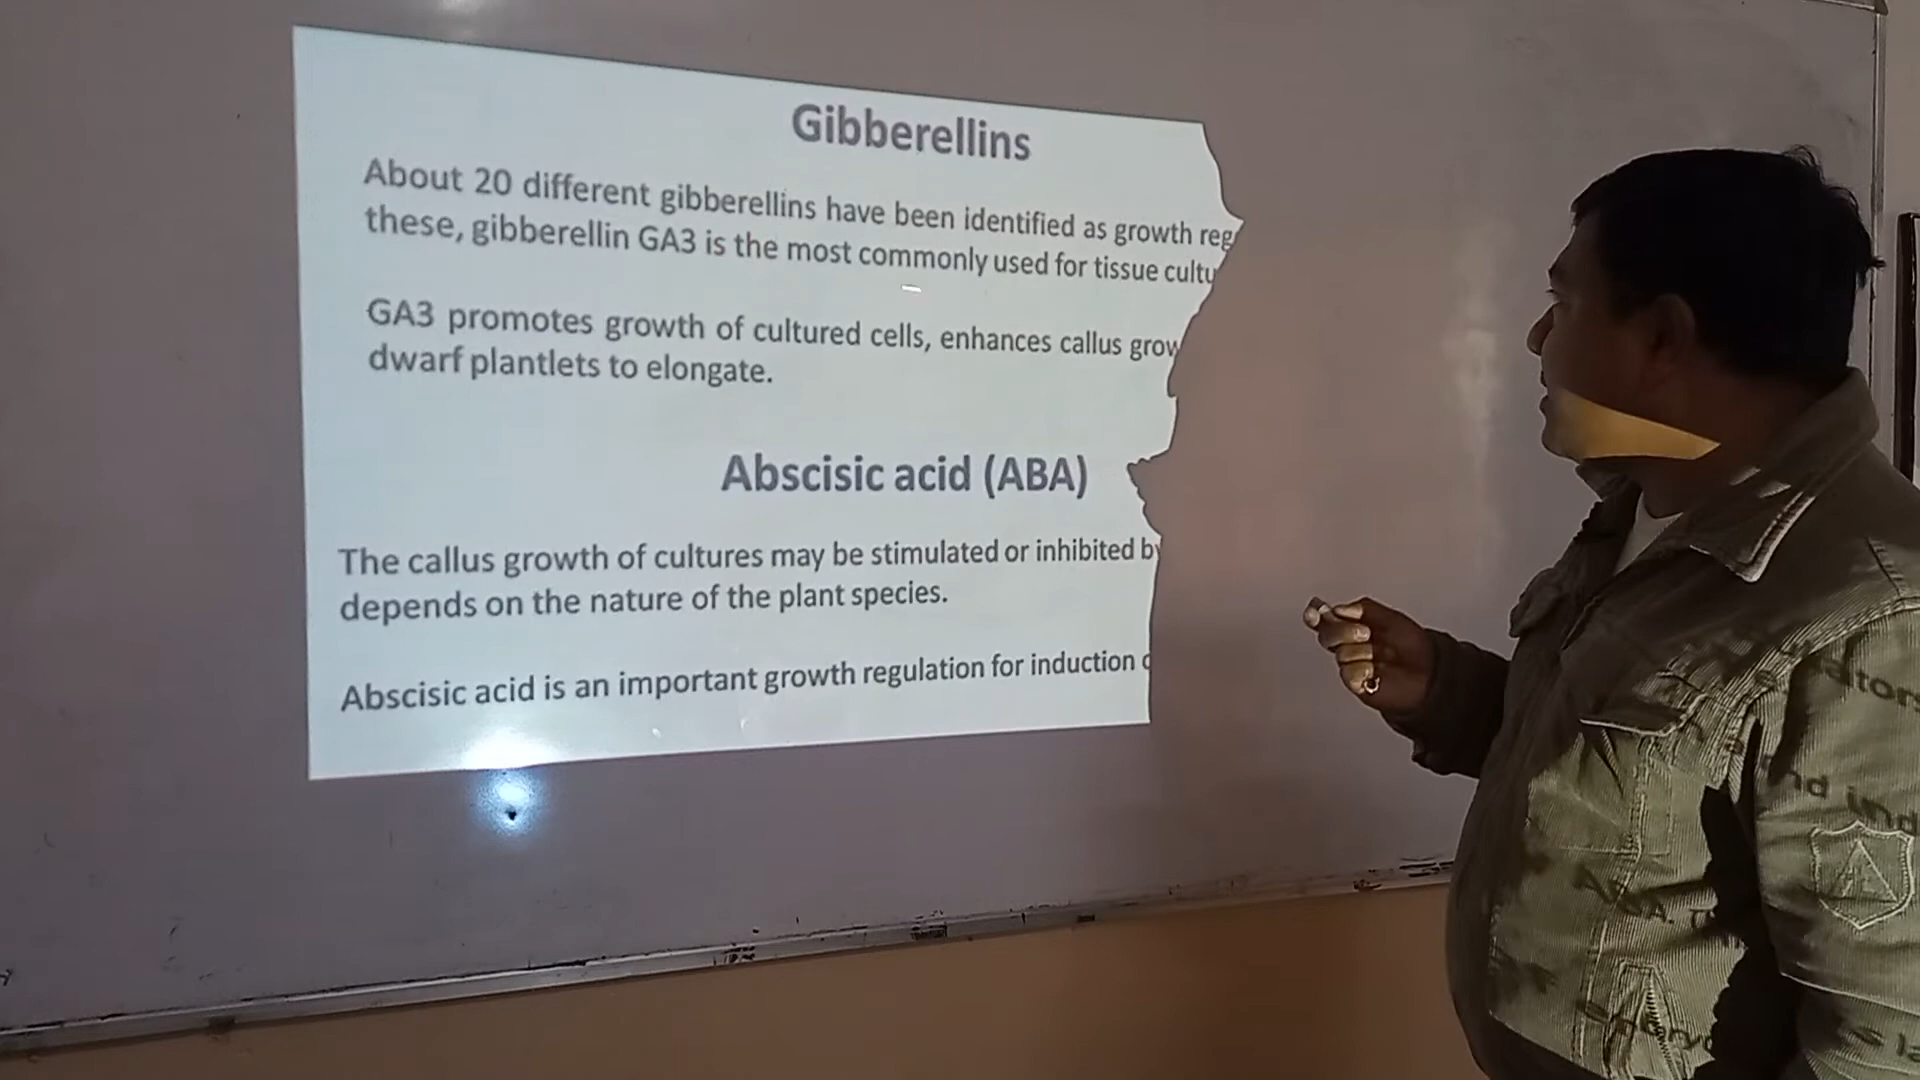 Gibberellins
About 20 different gibberellins have been identified as growth reg
these, gibberellin GA3 is the most commonly used for tissue cultu
GA3 promotes growth of cultured cells, enhances callus grow
dwarf plantlets to elongate.
Abscisic acid (ABA)
The callus growth of cultures may be stimulated or inhibited by
depends on the nature of the plant species.
Abscisic acid is an important growth regulation for induction